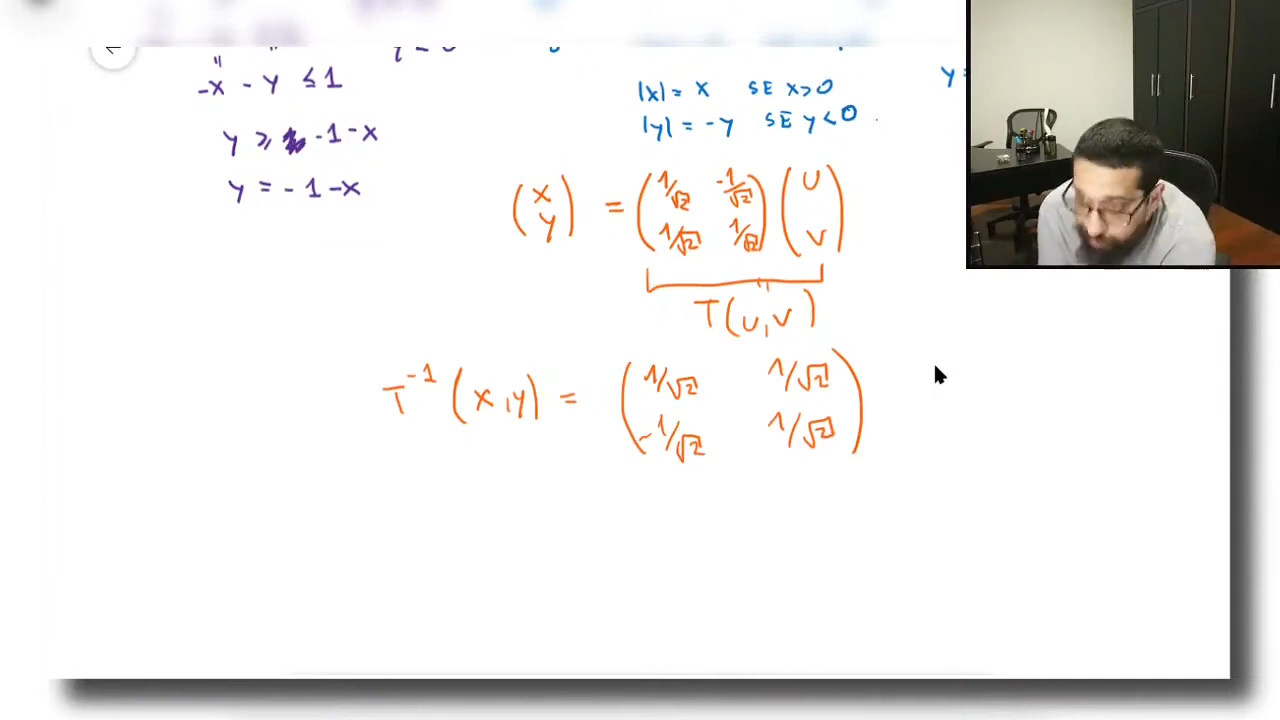 -x - y ≤ 1
y ≥ -1-x
y = -1-x
|x| = x SE x>0
|y| = -y SE y<0.
y =
(x y) = (1/√2 -1/√2 1/√2 1/√2) (U V)
T(U,V)
T⁻¹(x,y) = (1/√2 1/√2 -1/√2 1/√2)